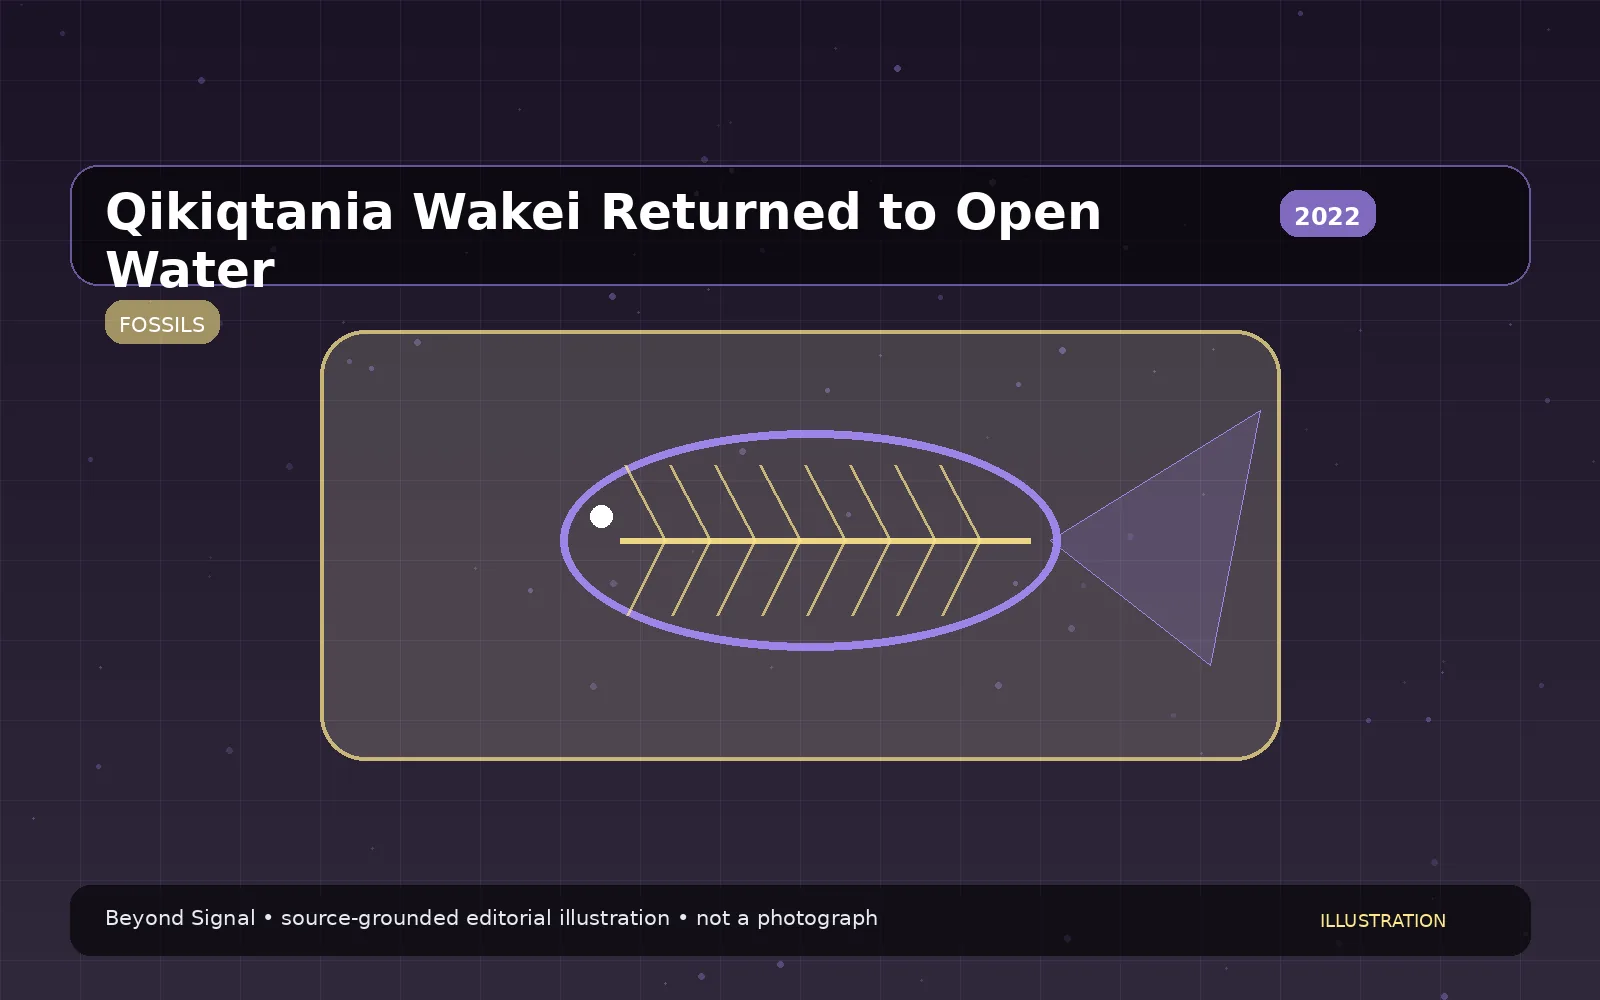 Qikiqtania Wakei Returned to Open
Water
2022
FOSSILS
Beyond Signal • source-grounded editorial illustration • not a photograph
ILLUSTRATION